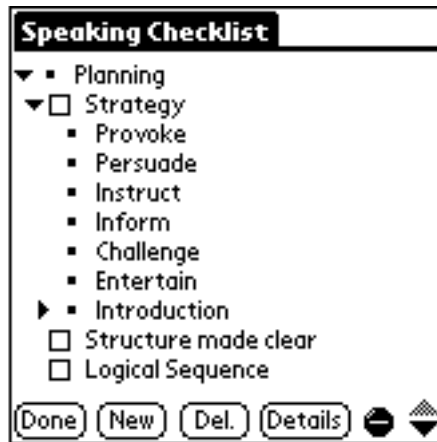 Speaking Checklist
Planning
Strategy
Provoke
Persuade
Instruct
Inform
Challenge
Entertain
Introduction
Structure made clear
Logical Sequence
Done New Del. Details